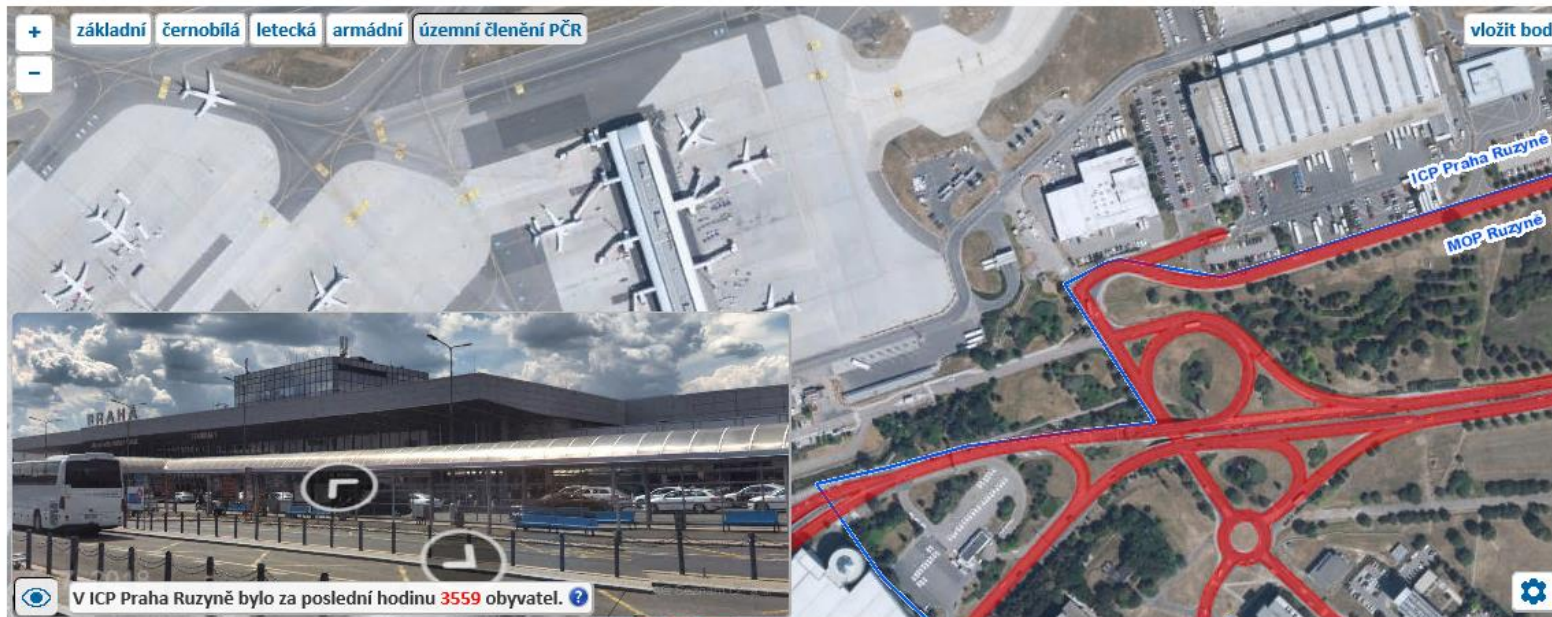 +
základní
černobílá
letecká
armádní
územní členění PČR
vložit bod
−
ICP Praha Ruzyně
MOP Ruzyně
PRAHA
V ICP Praha Ruzyně bylo za poslední hodinu 3559 obyvatel. ?